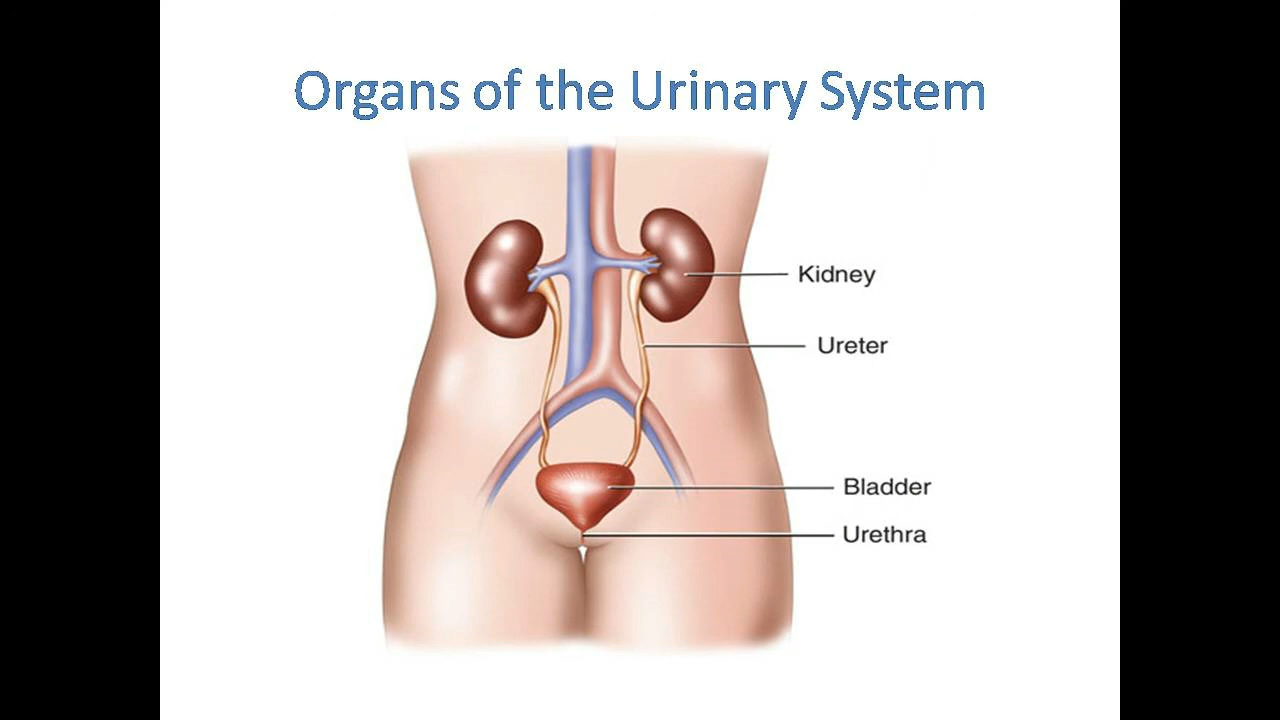 Organs of the Urinary System
Kidney
Ureter
Bladder
Urethra